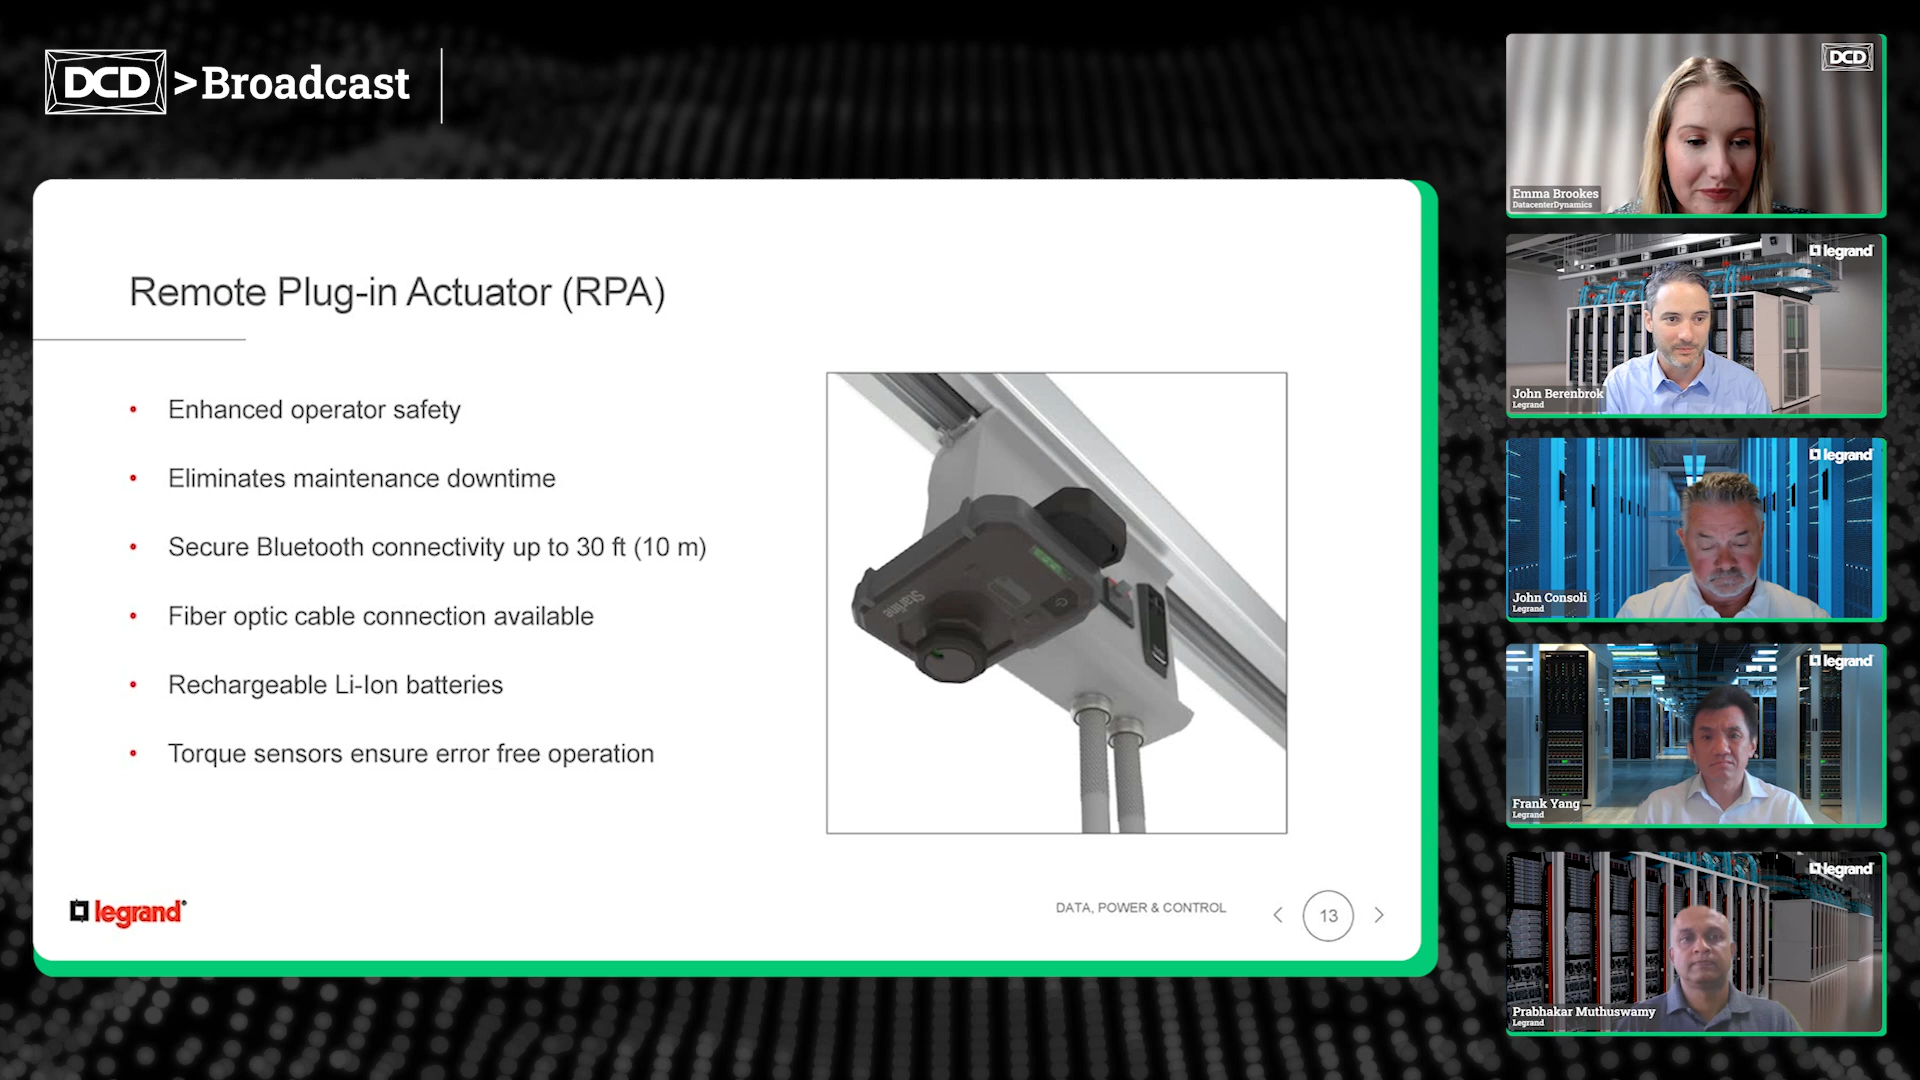 DCD >Broadcast
Remote Plug-in Actuator (RPA)
• Enhanced operator safety
• Eliminates maintenance downtime
• Secure Bluetooth connectivity up to 30 ft (10 m)
• Fiber optic cable connection available
• Rechargeable Li-Ion batteries
• Torque sensors ensure error free operation
Starline
legrand®
DATA, POWER & CONTROL
< 13 >
DCD
Emma Brookes
DatacenterDynamics
legrand
John Berenbrok
Legrand
legrand
John Consoli
Legrand
legrand
Frank Yang
Legrand
legrand
Prabhakar Muthuswamy
Legrand